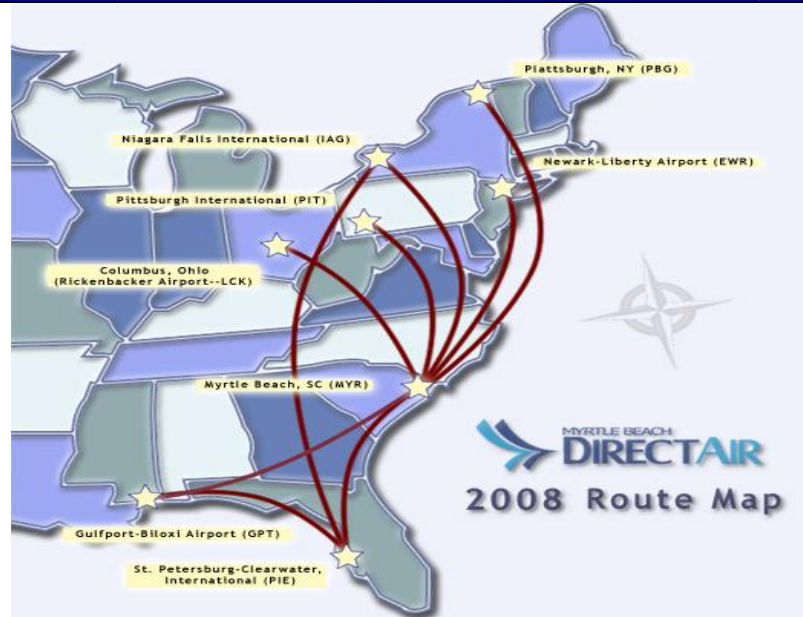 Plattsburgh, NY (PBG)
Niagara Falls International (IAG)
Newark-Liberty Airport (EWR)
Pittsburgh International (PIT)
Columbus, Ohio
(Rickenbacker Airport--LCK)
Myrtle Beach, SC (MYR)
MYRTLE BEACH
DIRECTAIR
2008 Route Map
Gulfport-Biloxi Airport (GPT)
St. Petersburg-Clearwater,
International (PIE)